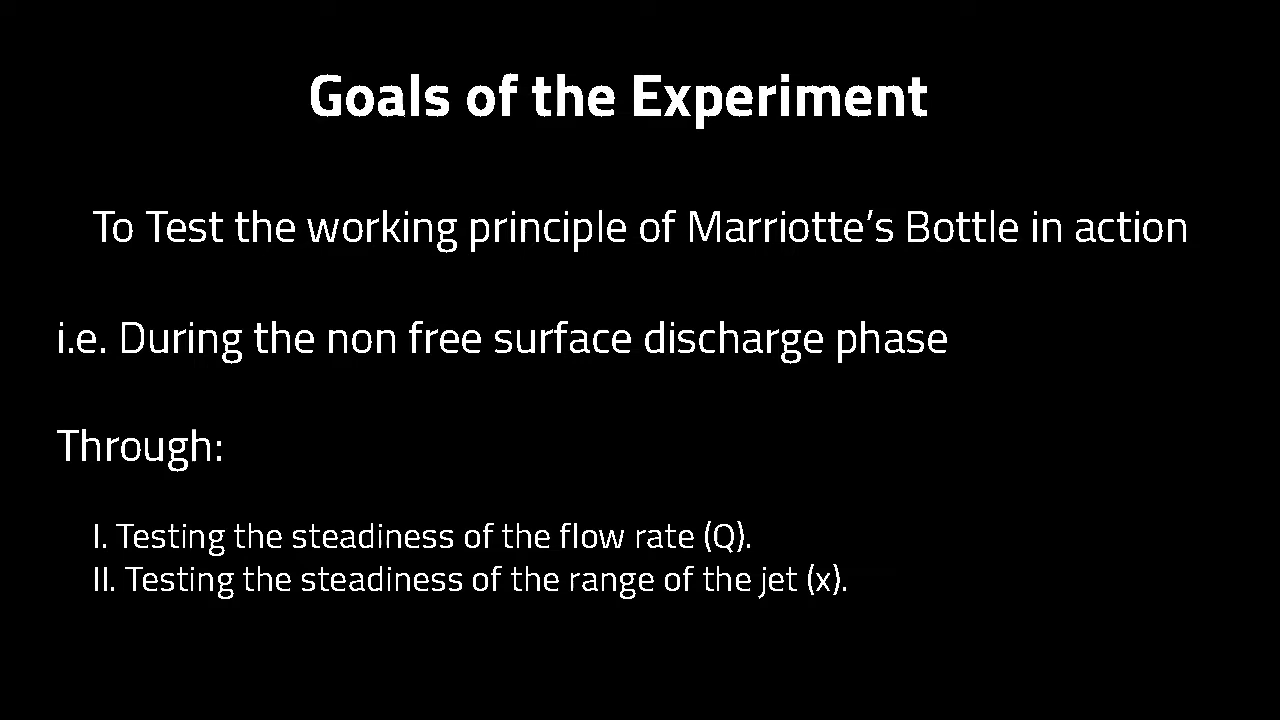 Goals of the Experiment
To Test the working principle of Marriotte’s Bottle in action
i.e. During the non free surface discharge phase
Through:
I. Testing the steadiness of the flow rate (Q).
II. Testing the steadiness of the range of the jet (x).